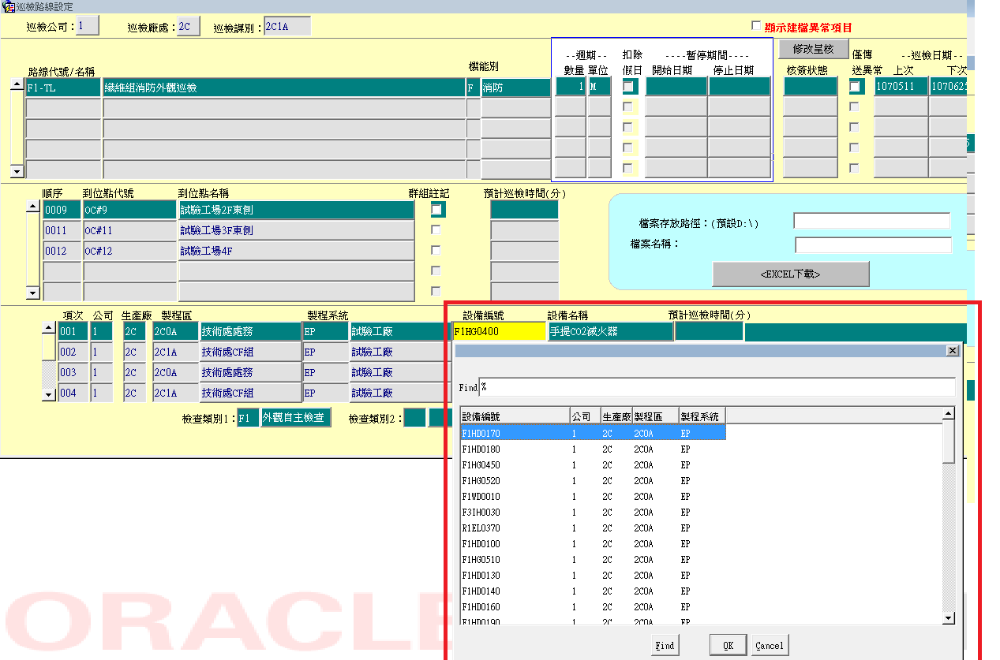 巡檢路線設定
巡檢公司：1 巡檢廠處：2C 巡檢課別：2C1A 顯示建檔異常項目
修改呈核
--週期-- 扣除 ----暫停期間---- 僅傳 --巡檢日期--
路線代號/名稱 機能別 數量 單位 假日 開始日期 停止日期 核簽狀態 送異常 上次 下次
F1-TL 纖維組消防外觀巡檢 F 消防 1 M 1070511 1070625
順序 到位點代號 到位點名稱 群組註記 預計巡檢時間(分)
0009 OC#9 試驗工場2F東側
0011 OC#11 試驗工場3F東側
0012 OC#12 試驗工場4F
檔案存放路徑：(預設D:\)
檔案名稱：
<EXCEL下載>
項次 公司 生產廠 製程區 製程系統 設備編號 設備名稱 預計巡檢時間(分)
001 1 2C 2C0A 技術處處務 EP 試驗工廠 F1HG0400 手提CO2滅火器
002 1 2C 2C1A 技術處CF組 EP 試驗工廠
003 1 2C 2C0A 技術處處務 EP 試驗工廠
004 1 2C 2C1A 技術處CF組 EP 試驗工廠
檢查類別1：F1 外觀自主檢查 檢查類別2：
Find %
設備編號 公司 生產廠 製程區 製程系統
F1HD0170 1 2C 2C0A EP
F1HD0180 1 2C 2C0A EP
F1HG0450 1 2C 2C0A EP
F1HG0520 1 2C 2C0A EP
F1WD0010 1 2C 2C0A EP
F3IH0030 1 2C 2C0A EP
R1EL0370 1 2C 2C0A EP
F1HD0100 1 2C 2C0A EP
F1HG0510 1 2C 2C0A EP
F1HD0130 1 2C 2C0A EP
F1HD0140 1 2C 2C0A EP
F1HD0160 1 2C 2C0A EP
F1HD0190 1 2C 2C0A EP
Find OK Cancel
ORACLE